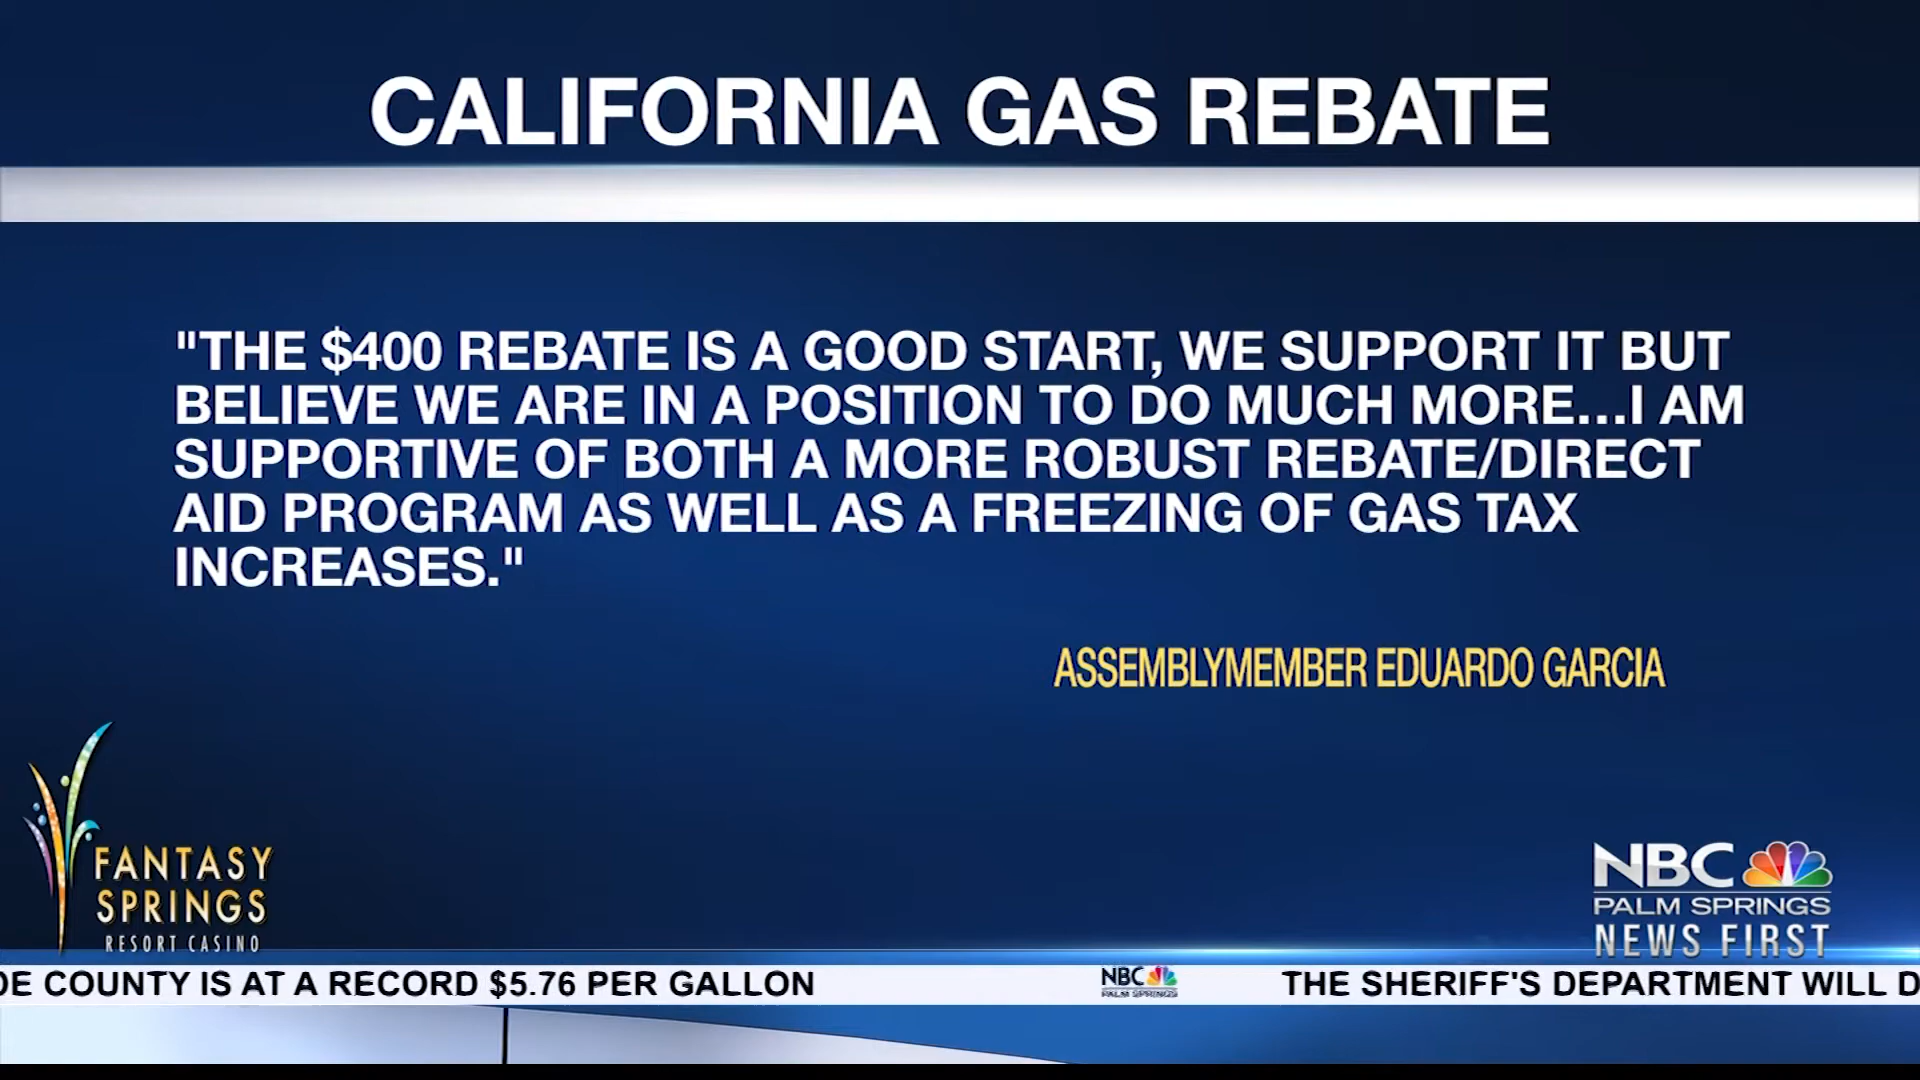 CALIFORNIA GAS REBATE
"THE $400 REBATE IS A GOOD START, WE SUPPORT IT BUT
BELIEVE WE ARE IN A POSITION TO DO MUCH MORE...I AM
SUPPORTIVE OF BOTH A MORE ROBUST REBATE/DIRECT
AID PROGRAM AS WELL AS A FREEZING OF GAS TAX
INCREASES."
ASSEMBLYMEMBER EDUARDO GARCIA
FANTASY
SPRINGS
RESORT CASINO
NBC
PALM SPRINGS
NEWS FIRST
DE COUNTY IS AT A RECORD $5.76 PER GALLON
NBC
PALM SPRINGS
THE SHERIFF'S DEPARTMENT WILL D